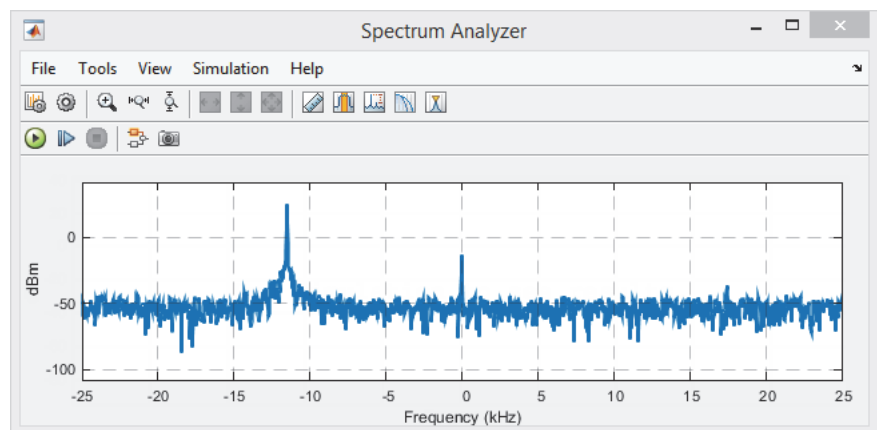 Spectrum Analyzer
File Tools View Simulation Help
dBm
0
-50
-100
-25 -20 -15 -10 -5 0 5 10 15 20 25
Frequency (kHz)